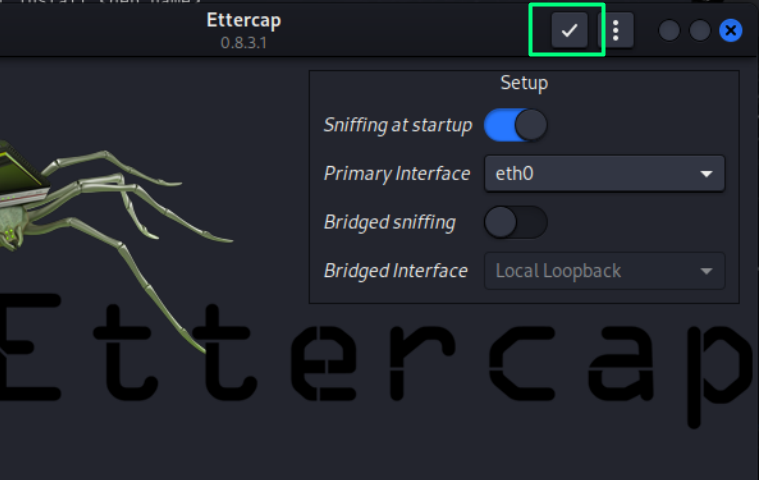 Ettercap
0.8.3.1
Setup
Sniffing at startup
Primary Interface eth0
Bridged sniffing
Bridged Interface Local Loopback
Ettercap